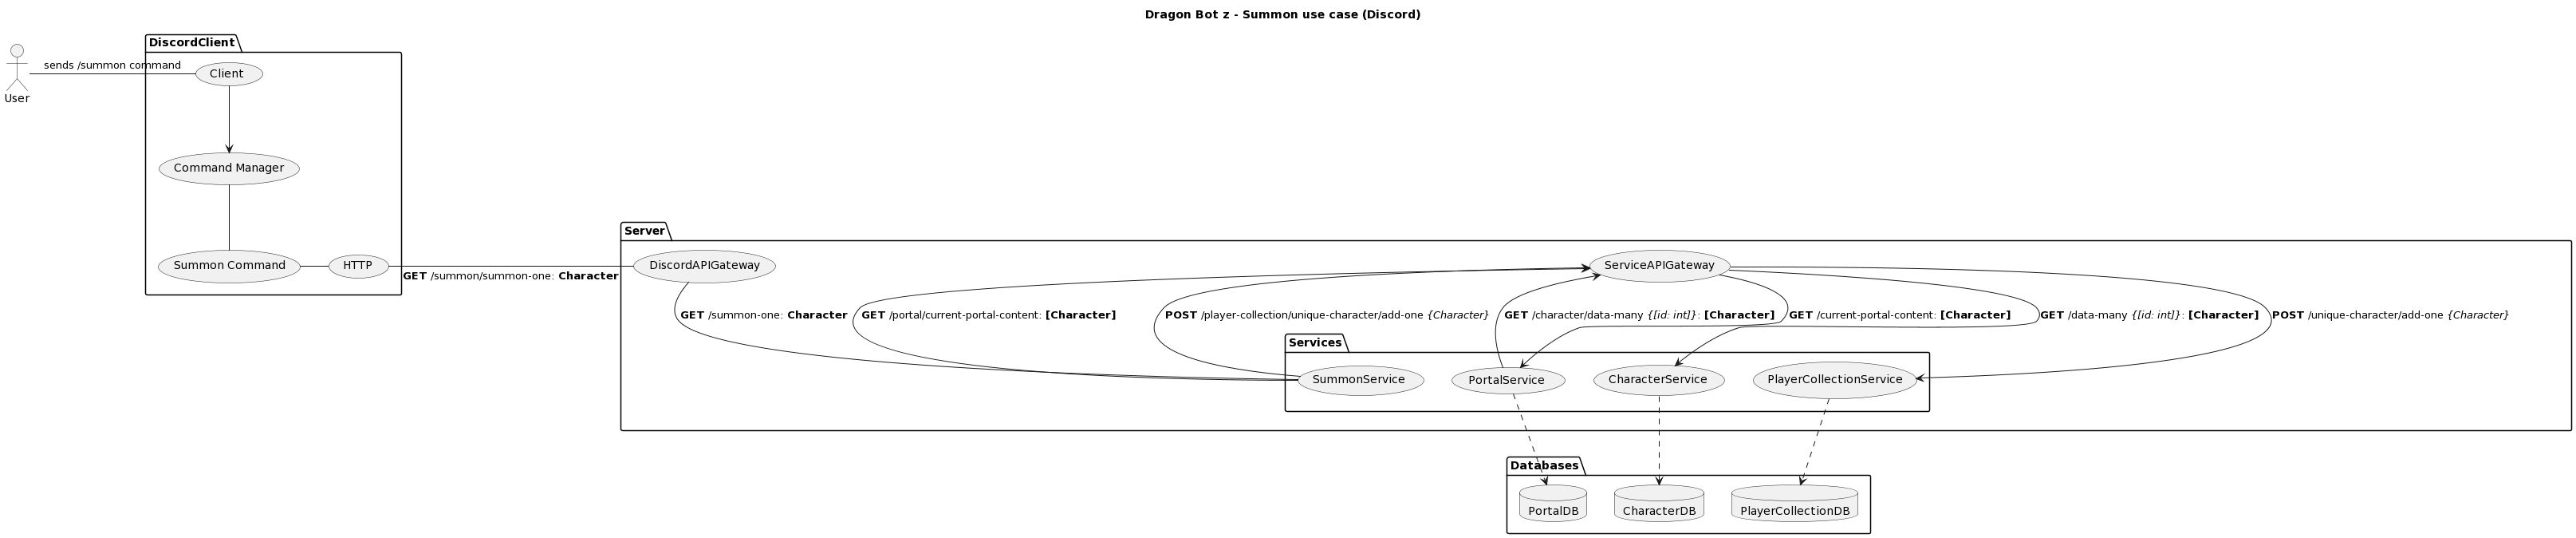 Dragon Bot z - Summon use case (Discord)
DiscordClient
sends /summon command
Client
User
Command Manager
Summon Command
HTTP
GET /summon/summon-one: Character
Server
DiscordAPIGateway
ServiceAPIGateway
GET /summon-one: Character
GET /portal/current-portal-content: [Character]
POST /player-collection/unique-character/add-one {Character}
GET /character/data-many {[id: int]}: [Character]
GET /current-portal-content: [Character]
GET /data-many {[id: int]}: [Character]
POST /unique-character/add-one {Character}
Services
SummonService
PortalService
CharacterService
PlayerCollectionService
Databases
PortalDB
CharacterDB
PlayerCollectionDB